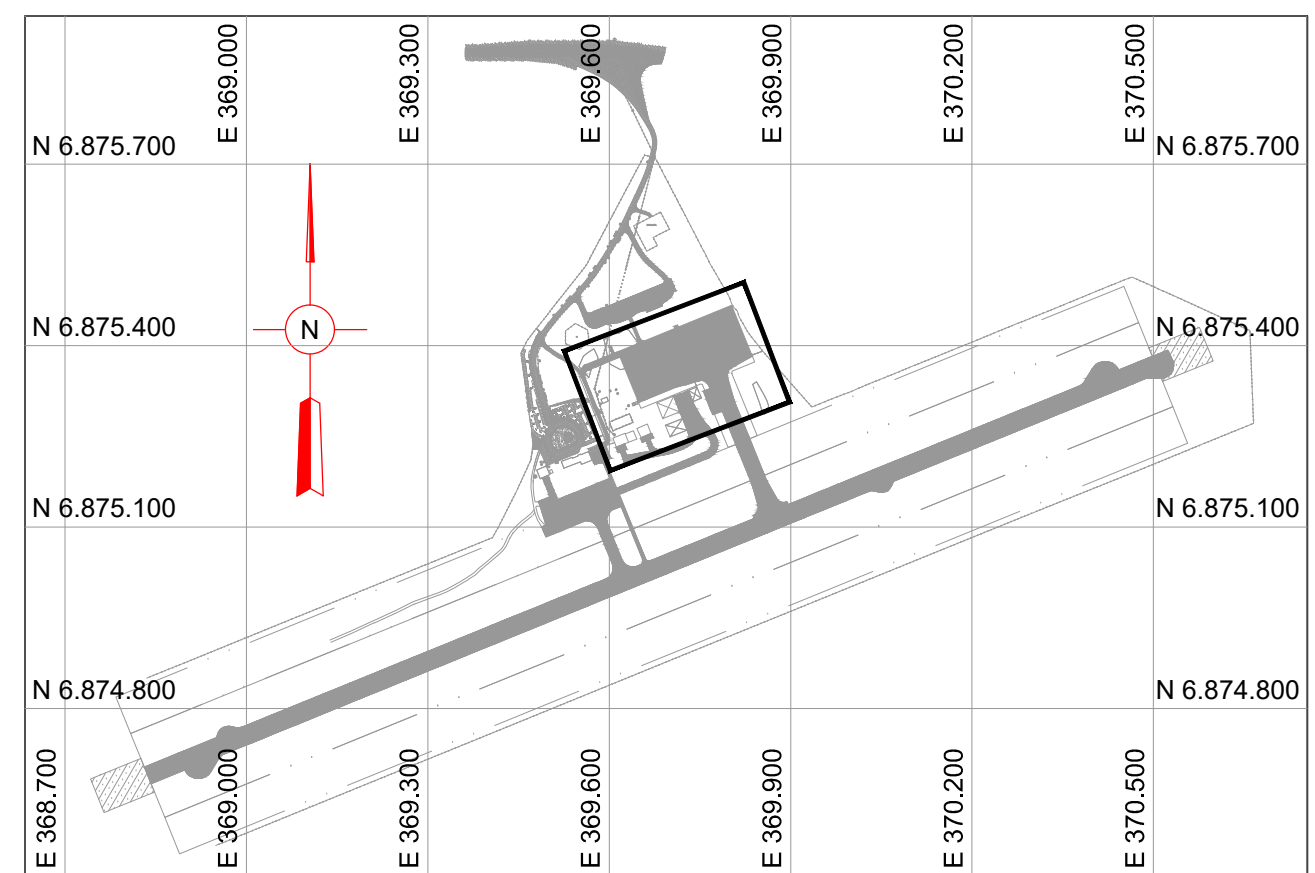 E 369.000
E 369.300
E 369.600
E 369.900
E 370.200
E 370.500
N 6.875.700
N 6.875.700
N
N 6.875.400
N 6.875.400
N 6.875.100
N 6.875.100
N 6.874.800
N 6.874.800
E 368.700
E 369.000
E 369.300
E 369.600
E 369.900
E 370.200
E 370.500